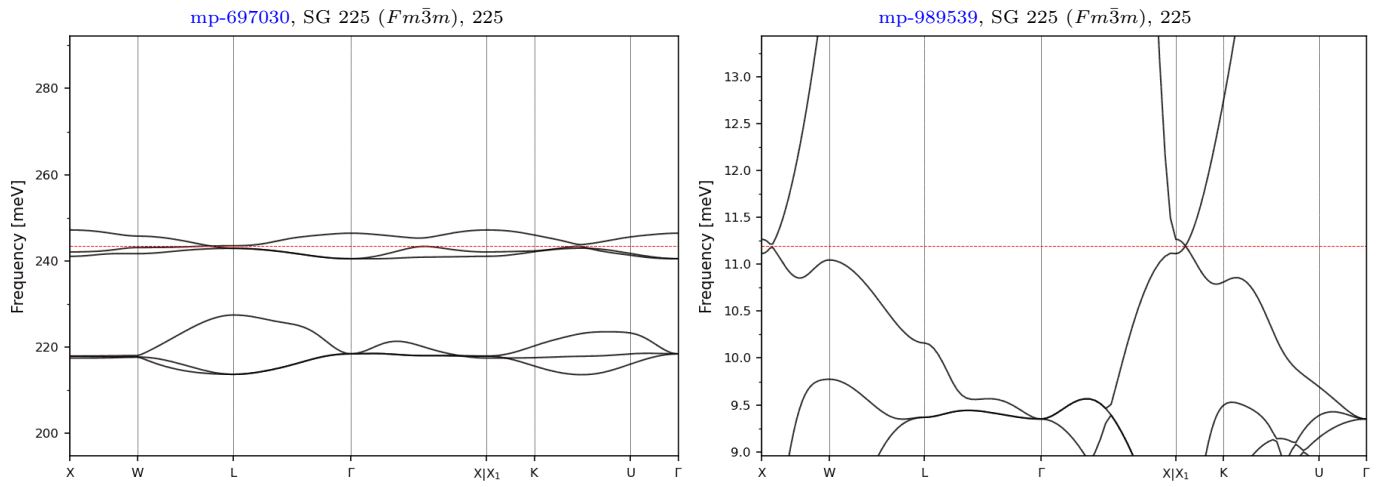 mp-697030, SG 225 (Fm3̄m), 225
280
260
240
220
200
Frequency [meV]
X W L Γ X|X₁ K U Γ
mp-989539, SG 225 (Fm3̄m), 225
13.0
12.5
12.0
11.5
11.0
10.5
10.0
9.5
9.0
Frequency [meV]
X W L Γ X|X₁ K U Γ